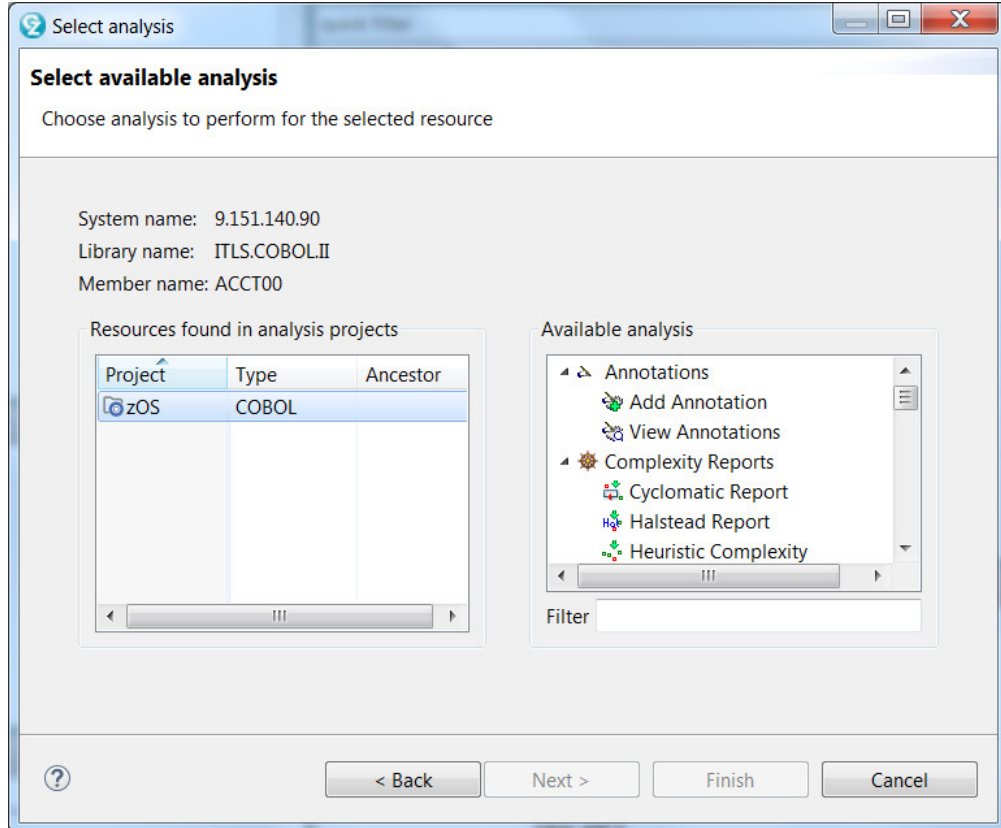 Select analysis
Select available analysis
Choose analysis to perform for the selected resource
System name: 9.151.140.90
Library name: ITLS.COBOL.II
Member name: ACCT00
Resources found in analysis projects
Project Type Ancestor
zOS COBOL
Available analysis
Annotations
Add Annotation
View Annotations
Complexity Reports
Cyclomatic Report
Halstead Report
Heuristic Complexity
Filter
< Back Next > Finish Cancel